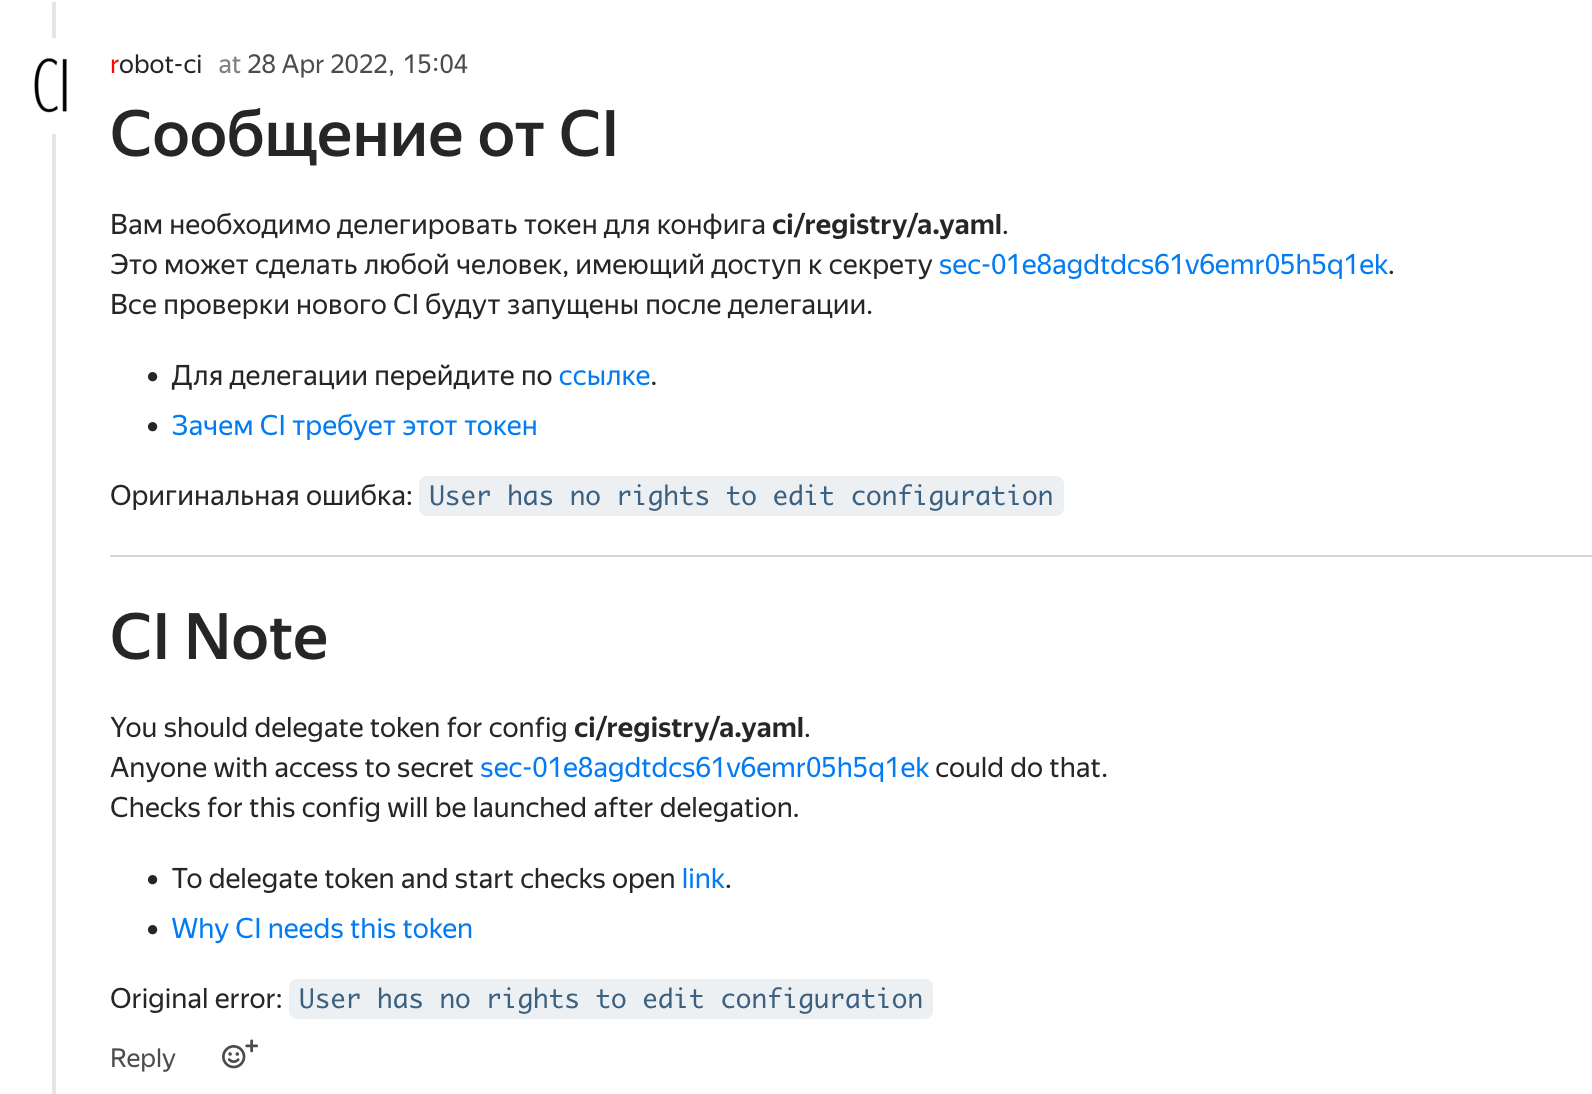 CI
robot-ci at 28 Apr 2022, 15:04
Сообщение от CI
Вам необходимо делегировать токен для конфига ci/registry/a.yaml.
Это может сделать любой человек, имеющий доступ к секрету sec-01e8agdtdcs61v6emr05h5q1ek.
Все проверки нового CI будут запущены после делегации.
• Для делегации перейдите по ссылке.
• Зачем CI требует этот токен
Оригинальная ошибка: User has no rights to edit configuration
CI Note
You should delegate token for config ci/registry/a.yaml.
Anyone with access to secret sec-01e8agdtdcs61v6emr05h5q1ek could do that.
Checks for this config will be launched after delegation.
• To delegate token and start checks open link.
• Why CI needs this token
Original error: User has no rights to edit configuration
Reply